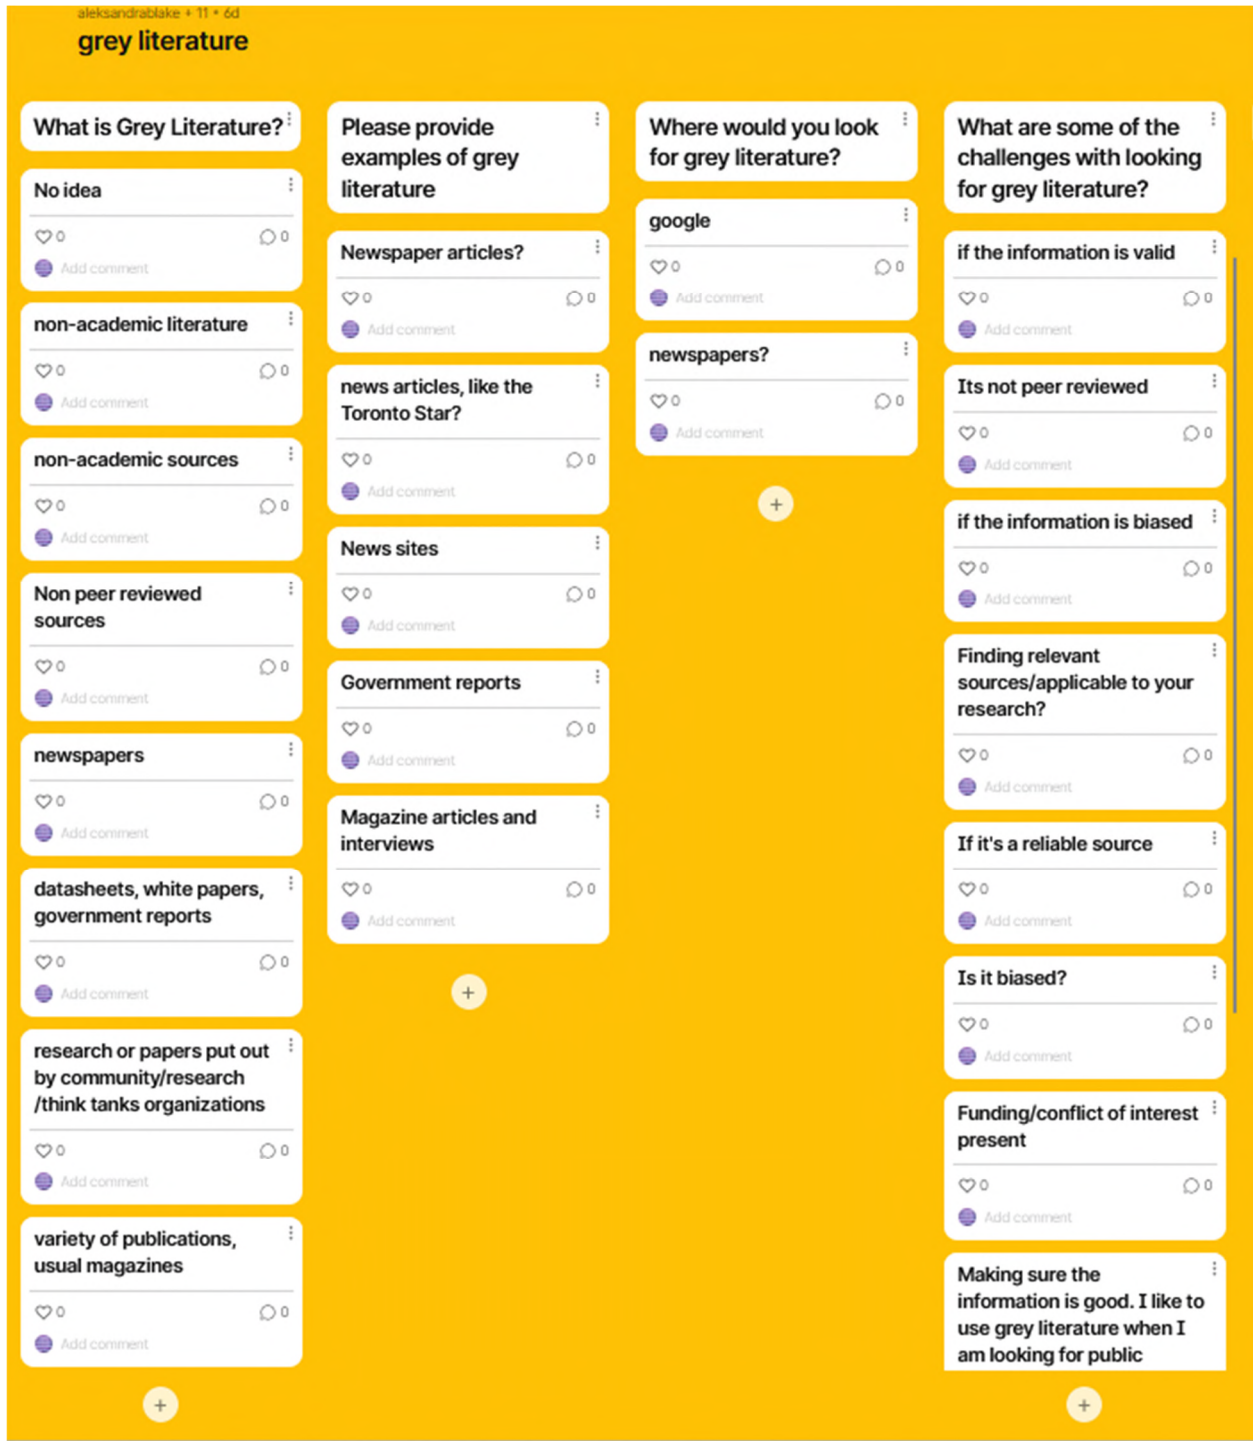 aleksandrablake + 11 • 6d
grey literature
What is Grey Literature?
No idea
0 0
Add comment
non-academic literature
0 0
Add comment
non-academic sources
0 0
Add comment
Non peer reviewed
sources
0 0
Add comment
newspapers
0 0
Add comment
datasheets, white papers,
government reports
0 0
Add comment
research or papers put out
by community/research
/think tanks organizations
0 0
Add comment
variety of publications,
usual magazines
0 0
Add comment
+
Please provide
examples of grey
literature
Newspaper articles?
0 0
Add comment
news articles, like the
Toronto Star?
0 0
Add comment
News sites
0 0
Add comment
Government reports
0 0
Add comment
Magazine articles and
interviews
0 0
Add comment
+
Where would you look
for grey literature?
google
0 0
Add comment
newspapers?
0 0
Add comment
+
What are some of the
challenges with looking
for grey literature?
if the information is valid
0 0
Add comment
Its not peer reviewed
0 0
Add comment
if the information is biased
0 0
Add comment
Finding relevant
sources/applicable to your
research?
0 0
Add comment
If it's a reliable source
0 0
Add comment
Is it biased?
0 0
Add comment
Funding/conflict of interest
present
0 0
Add comment
Making sure the
information is good. I like to
use grey literature when I
am looking for public
+